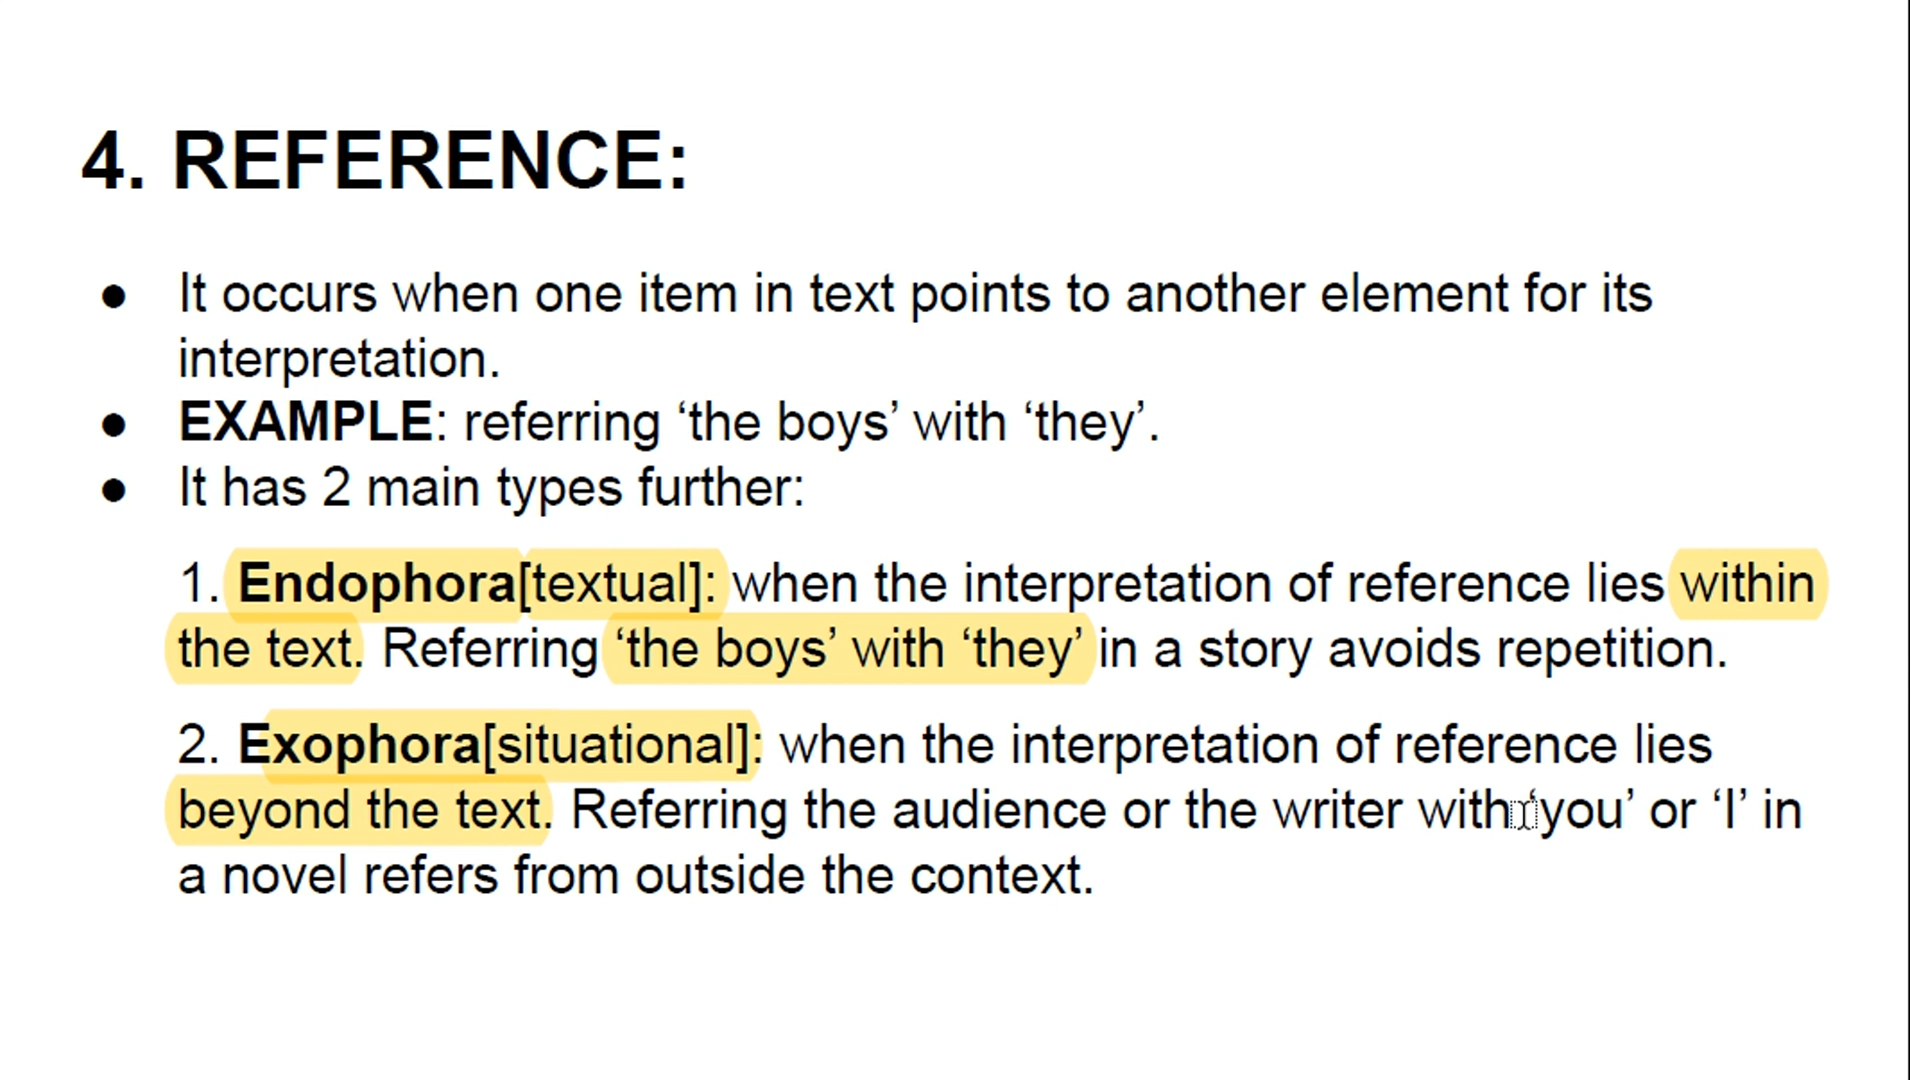 4. REFERENCE:
● It occurs when one item in text points to another element for its
interpretation.
● EXAMPLE: referring ‘the boys’ with ‘they’.
● It has 2 main types further:
1. Endophora[textual]: when the interpretation of reference lies within
the text. Referring ‘the boys’ with ‘they’ in a story avoids repetition.
2. Exophora[situational]: when the interpretation of reference lies
beyond the text. Referring the audience or the writer with ‘you’ or ‘I’ in
a novel refers from outside the context.